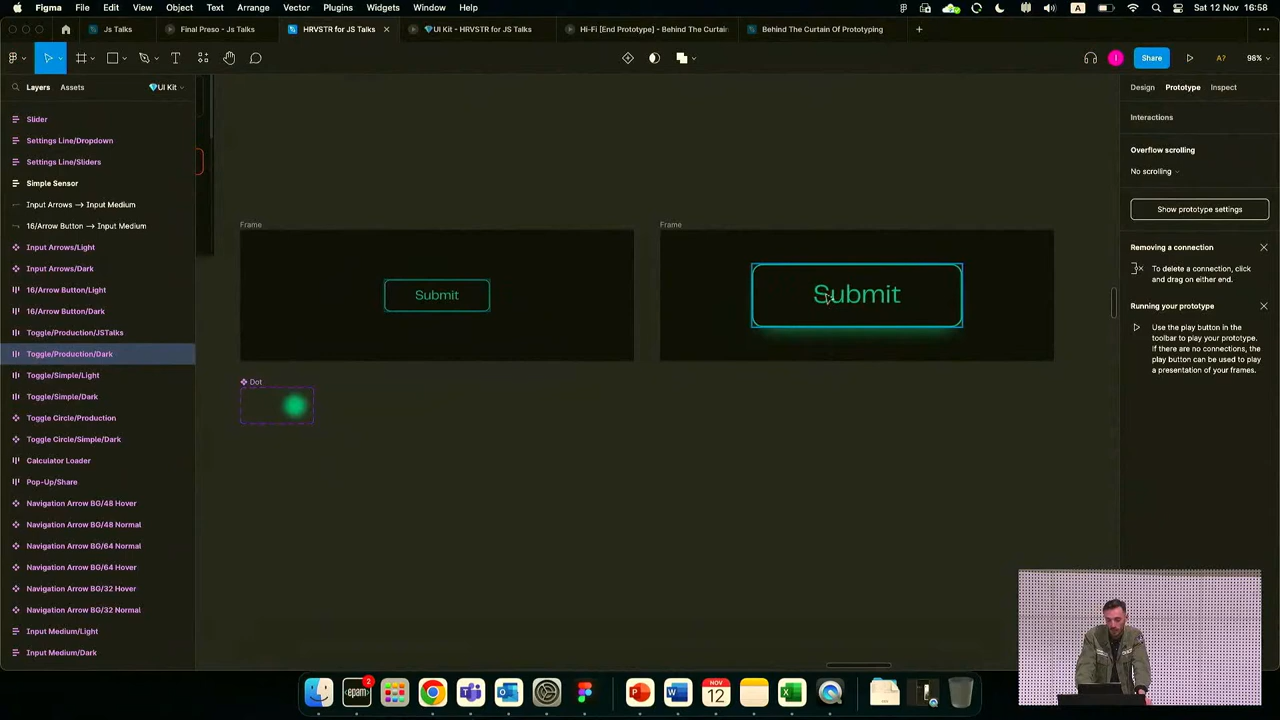 Figma File Edit View Object Text Arrange Vector Plugins Widgets Window Help
A
Sat 12 Nov 16:58
Js Talks
Final Preso - Js Talks
HRVSTR for JS Talks
UI Kit - HRVSTR for JS Talks
Hi-Fi [End Prototype] - Behind The Curtain
Behind The Curtain Of Prototyping
I
Share
A?
98%
Layers
Assets
UI Kit
Design
Prototype
Inspect
Slider
Settings Line/Dropdown
Settings Line/Sliders
Simple Sensor
Input Arrows → Input Medium
16/Arrow Button → Input Medium
Input Arrows/Light
Input Arrows/Dark
16/Arrow Button/Light
16/Arrow Button/Dark
Toggle/Production/JSTalks
Toggle/Production/Dark
Toggle/Simple/Light
Toggle/Simple/Dark
Toggle Circle/Production
Toggle Circle/Simple/Dark
Calculator Loader
Pop-Up/Share
Navigation Arrow BG/48 Hover
Navigation Arrow BG/48 Normal
Navigation Arrow BG/64 Normal
Navigation Arrow BG/64 Hover
Navigation Arrow BG/32 Hover
Navigation Arrow BG/32 Normal
Input Medium/Light
Input Medium/Dark
Frame
Submit
Frame
Submit
Dot
Interactions
Overflow scrolling
No scrolling
Show prototype settings
Removing a connection
To delete a connection, click
and drag on either end.
Running your prototype
Use the play button in the
toolbar to play your prototype.
If there are no connections, the
play button can be used to
play a presentation of your frames.
<epam>
2
NOV
12